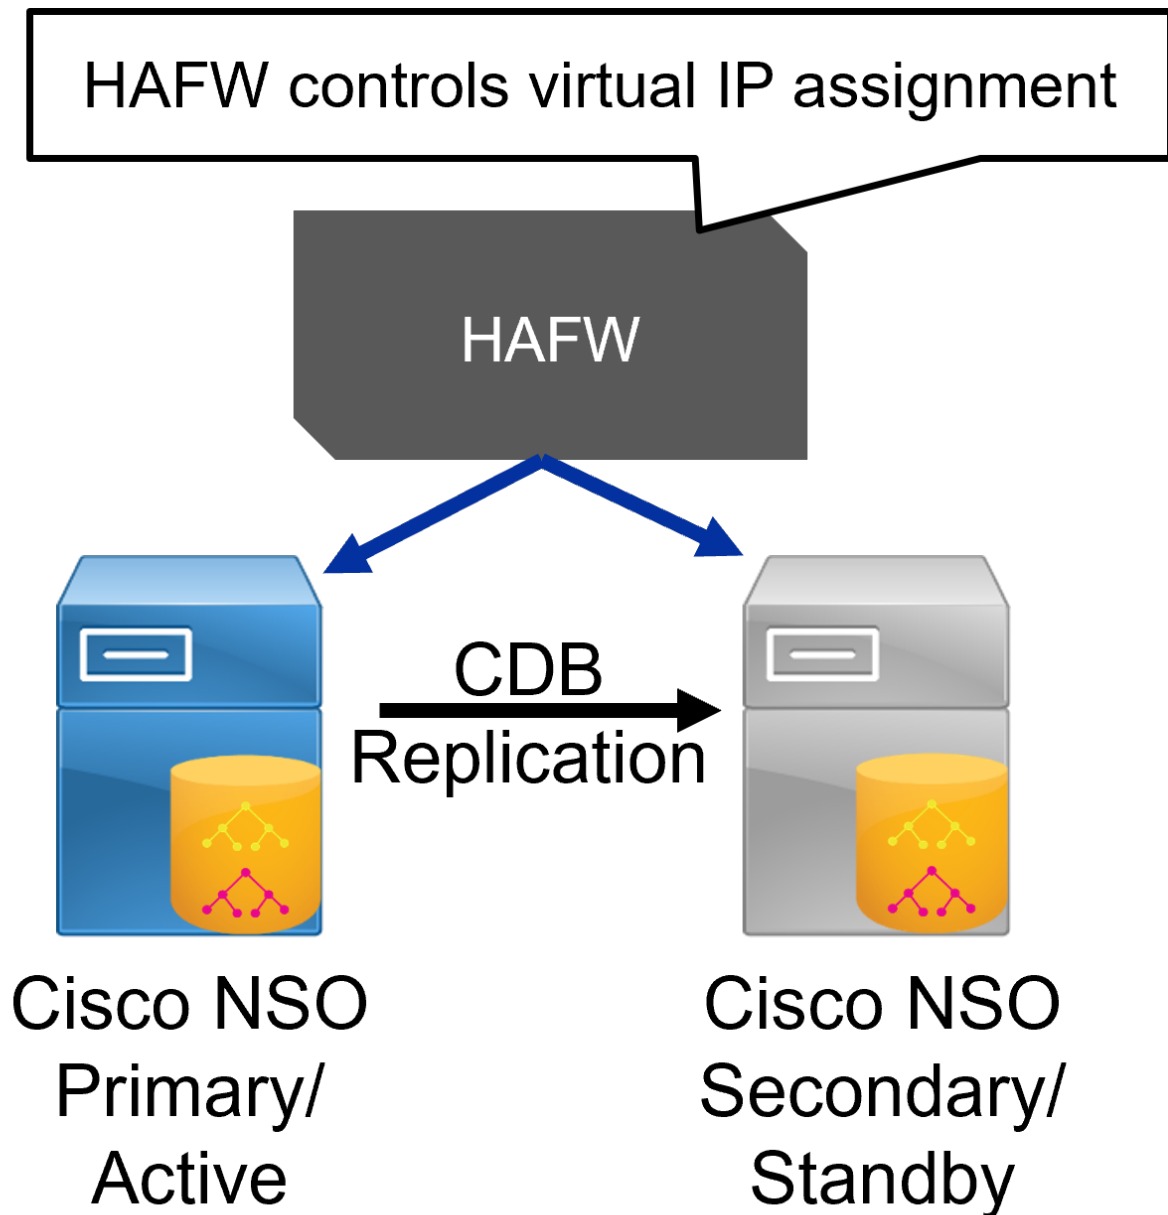 HAFW controls virtual IP assignment
HAFW
CDB
Replication
Cisco NSO
Primary/
Active
Cisco NSO
Secondary/
Standby